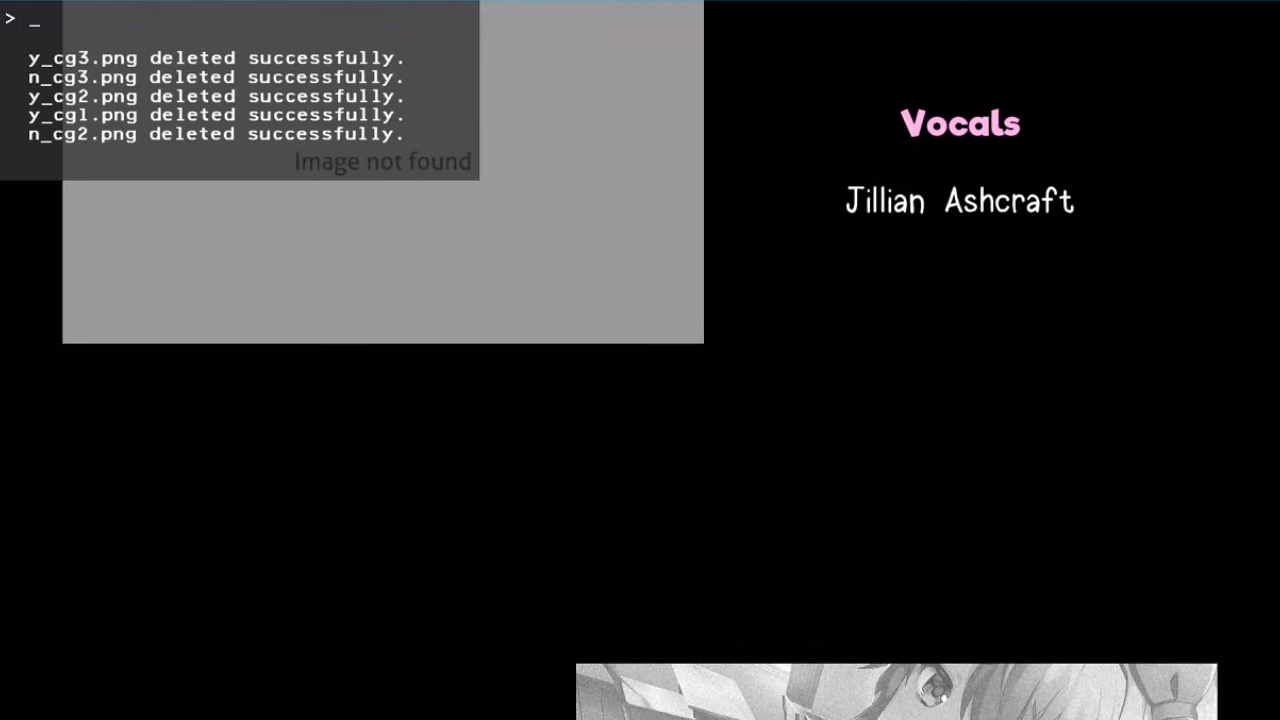 > _
y_cg3.png deleted successfully.
n_cg3.png deleted successfully.
y_cg2.png deleted successfully.
y_cg1.png deleted successfully.
n_cg2.png deleted successfully.
Image not found
Vocals
Jillian Ashcraft